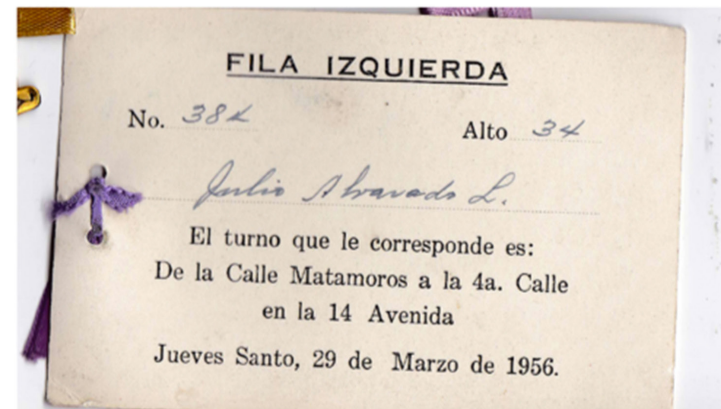 FILA IZQUIERDA
No. 384 Alto 34
Julio Alvarado L.
El turno que le corresponde es:
De la Calle Matamoros a la 4a. Calle
en la 14 Avenida
Jueves Santo, 29 de Marzo de 1956.